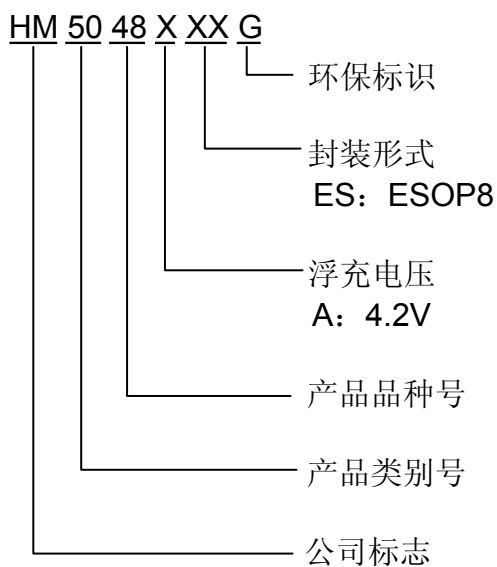 HM 50 48 X XX G
环保标识
封装形式
ES：ESOP8
浮充电压
A：4.2V
产品品种号
产品类别号
公司标志